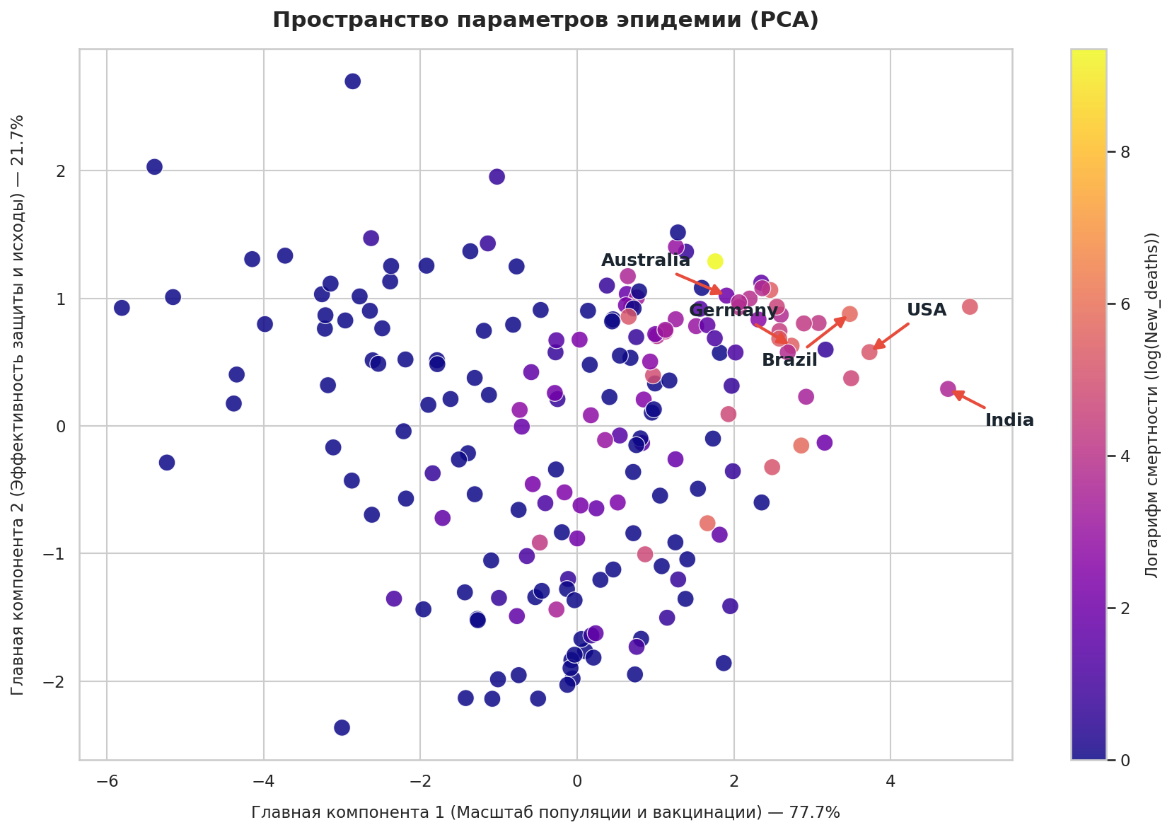 Пространство параметров эпидемии (PCA)
Главная компонента 2 (Эффективность защиты и исходы) — 21.7%
2
1
0
−1
−2
Australia
Germany
USA
Brazil
India
−6
−4
−2
0
2
4
Главная компонента 1 (Масштаб популяции и вакцинации) — 77.7%
8
6
4
2
0
Логарифм смертности (log(New_deaths))